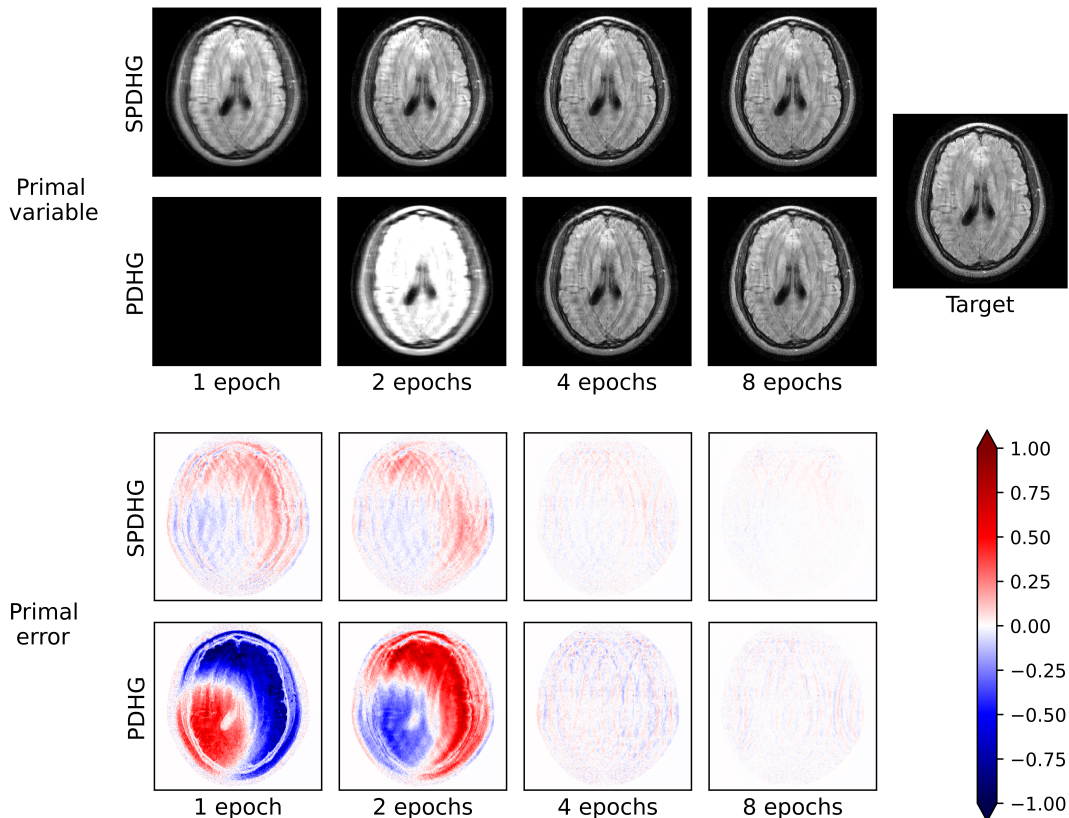 SPDHG
Primal
variable
PDHG
1 epoch
2 epochs
4 epochs
8 epochs
Target
SPDHG
Primal
error
PDHG
1 epoch
2 epochs
4 epochs
8 epochs
1.00
0.75
0.50
0.25
0.00
−0.25
−0.50
−0.75
−1.00